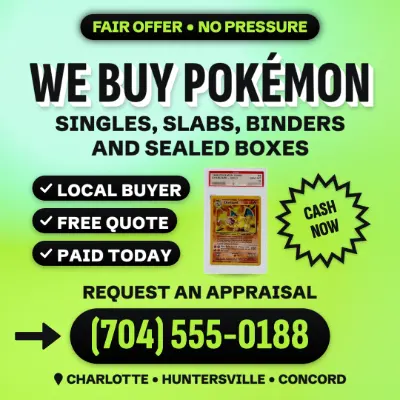 FAIR OFFER • NO PRESSURE
WE BUY POKÉMON
SINGLES, SLABS, BINDERS
AND SEALED BOXES
LOCAL BUYER
FREE QUOTE
PAID TODAY
CASH
NOW
REQUEST AN APPRAISAL
(704) 555-0188
CHARLOTTE • HUNTERSVILLE • CONCORD